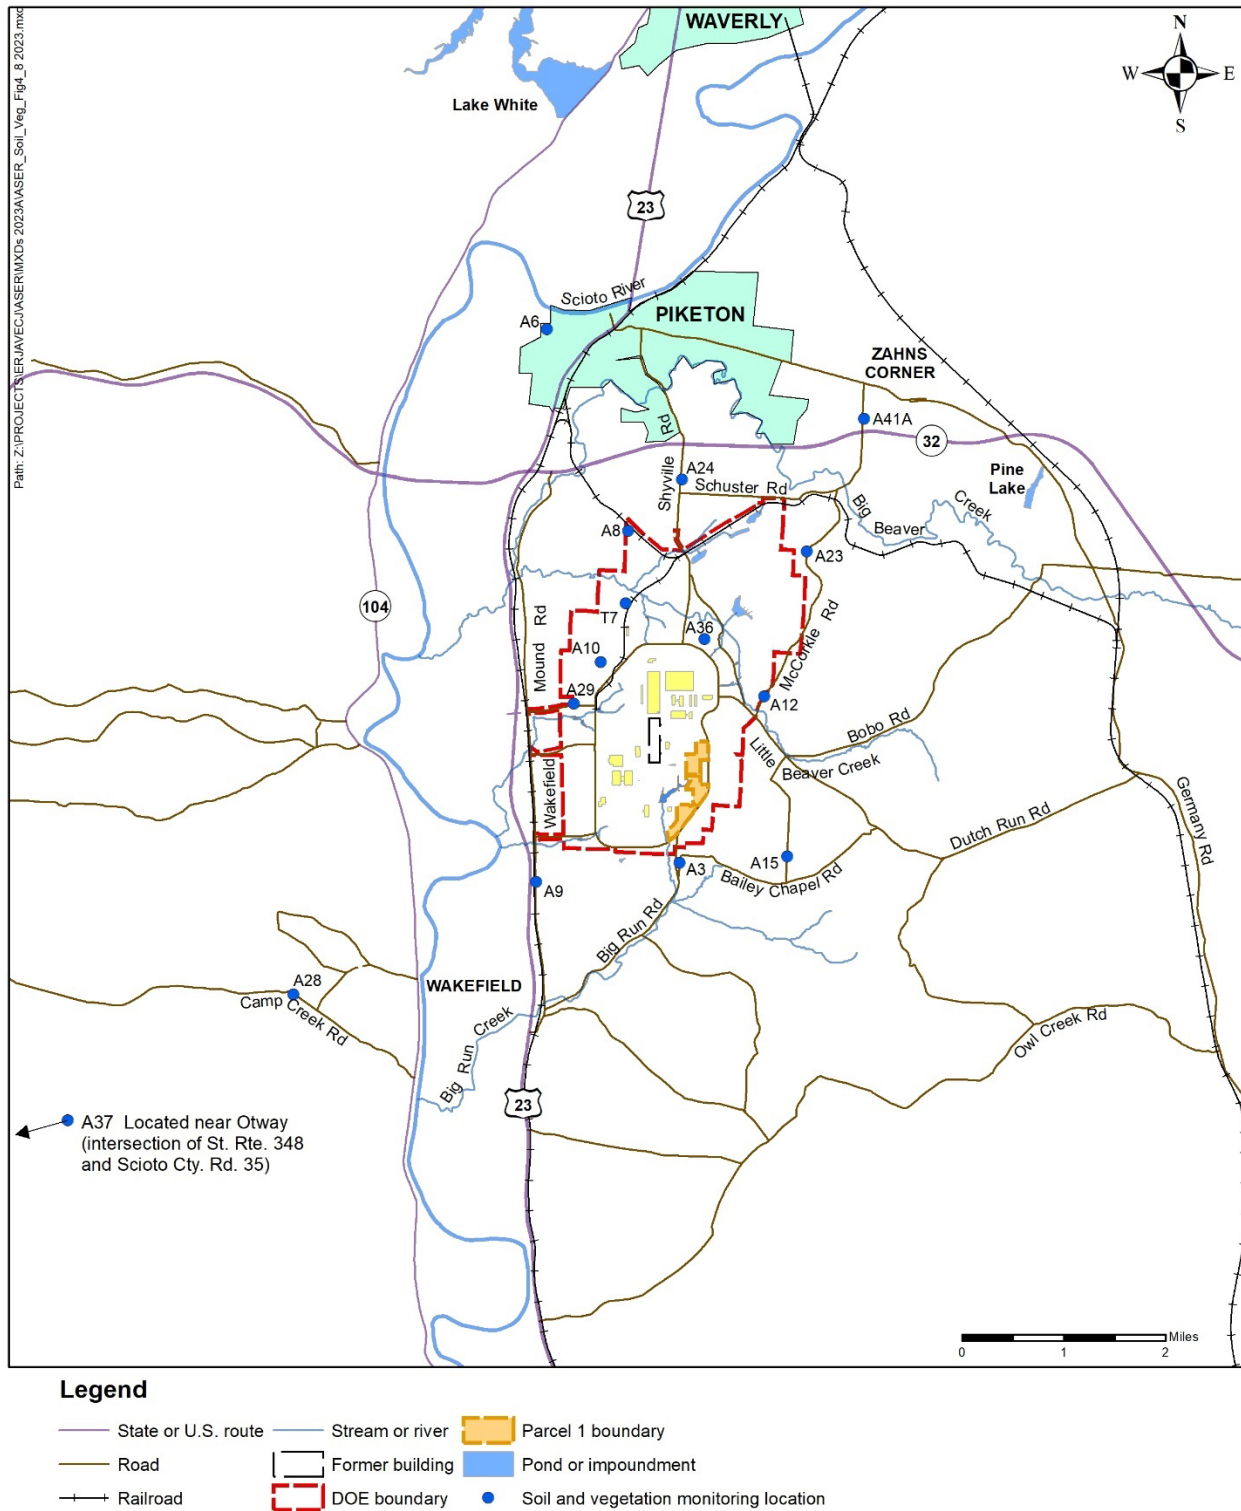 Path: Z:\PROJECTS\ERJAVECJ\ASER\MXDs 2023A\ASER_Soil_Veg_Fig4_8 2023.mxd
WAVERLY
N
W
E
S
Lake White
23
Scioto River
PIKETON
A6
ZAHNS
CORNER
A41A
32
Shyville Rd
A24
Schuster Rd
Pine
Lake
Big Beaver Creek
A8
A23
104
T7
A36
Mound Rd
A10
McCorkle Rd
A29
A12
Bobo Rd
Little
Beaver Creek
Wakefield
Germany Rd
Dutch Run Rd
A15
A3
Bailey Chapel Rd
A9
Big Run Rd
A28
WAKEFIELD
Camp Creek Rd
Big Run Creek
Owl Creek Rd
23
A37 Located near Otway
(intersection of St. Rte. 348
and Scioto Cty. Rd. 35)
Miles
0 1 2
Legend
State or U.S. route
Stream or river
Parcel 1 boundary
Road
Former building
Pond or impoundment
Railroad
DOE boundary
Soil and vegetation monitoring location